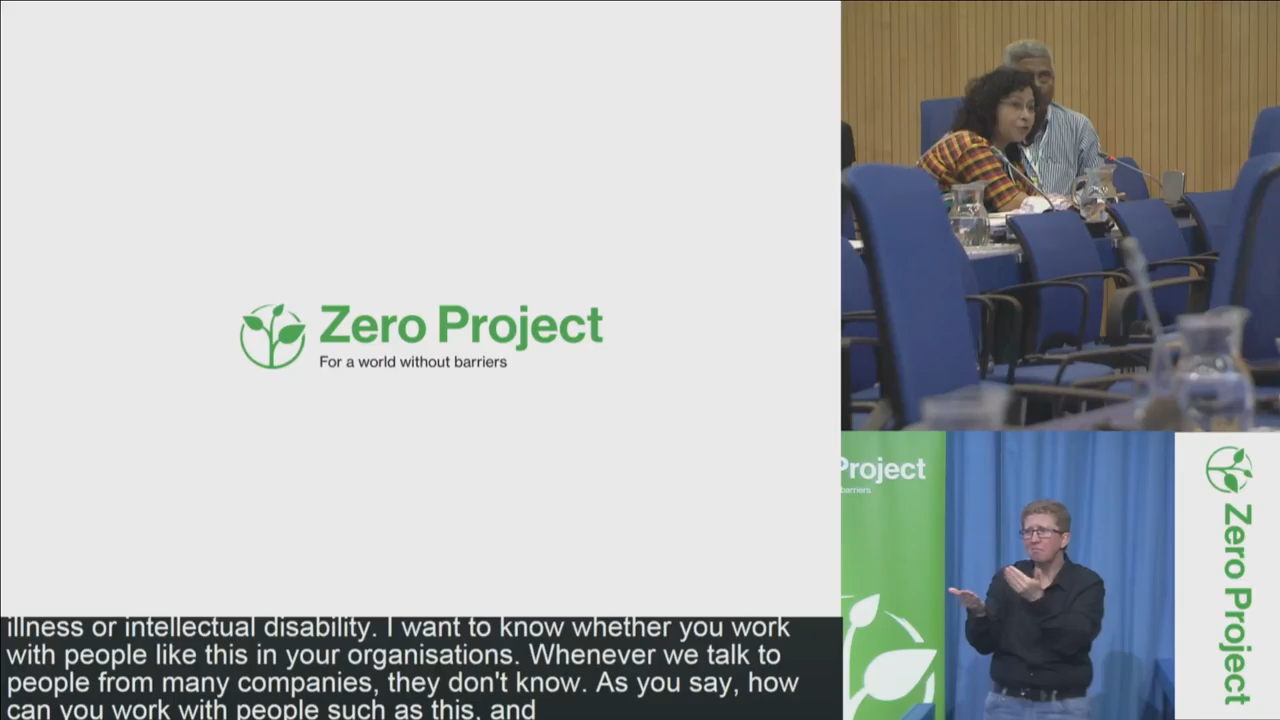 Zero Project
For a world without barriers
illness or intellectual disability. I want to know whether you work
with people like this in your organisations. Whenever we talk to
people from many companies, they don't know. As you say, how
can you work with people such as this, and
Project
barriers
Zero Project